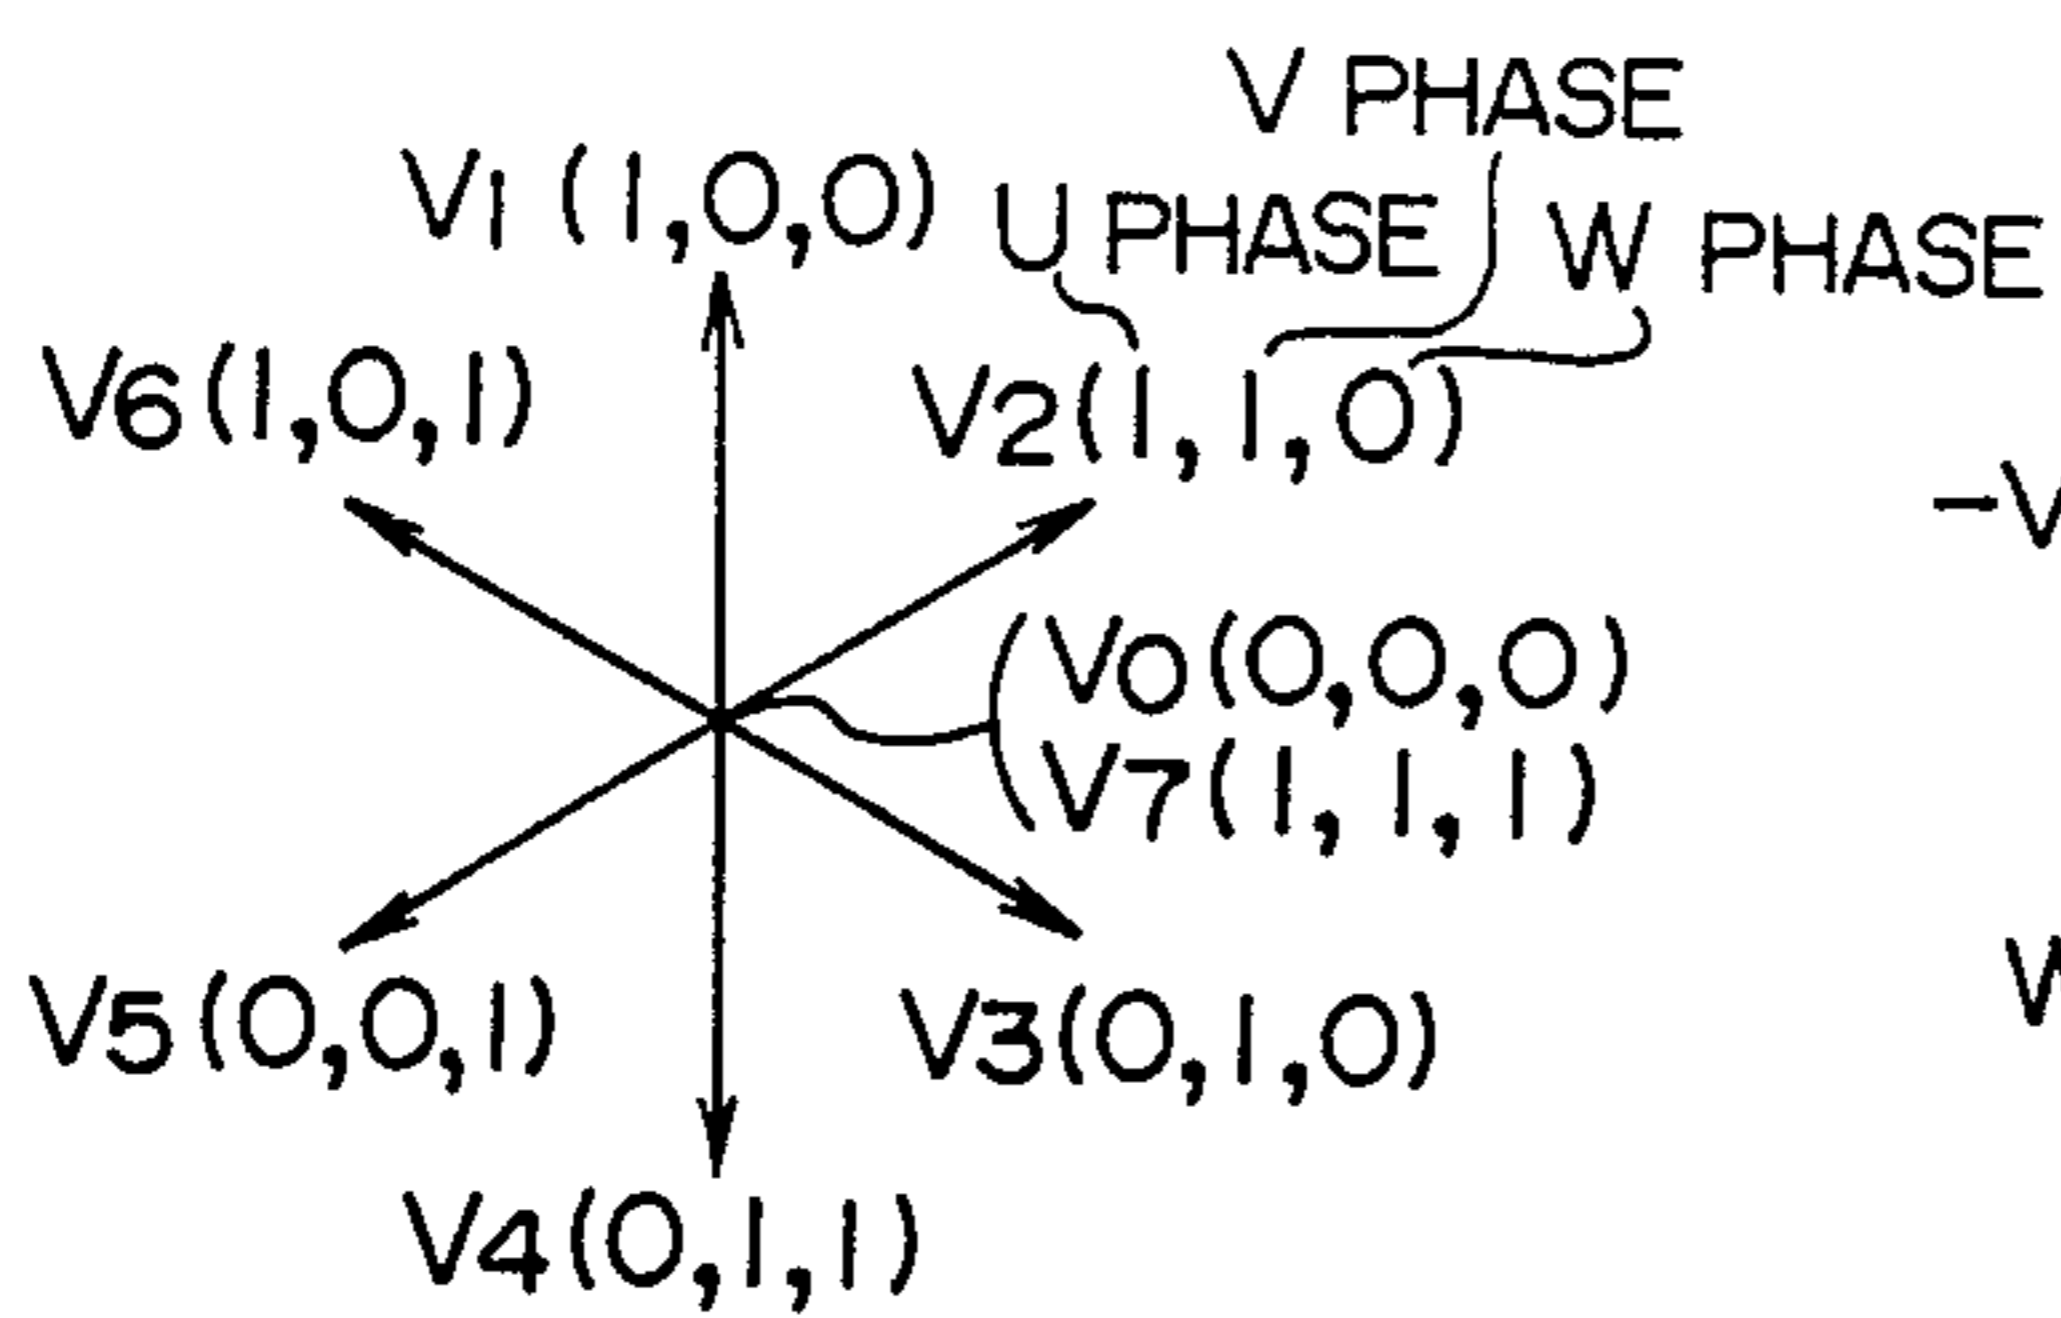 V PHASE
V1 (1,0,0)
U PHASE
W PHASE
V6(1,0,1)
V2(1,1,0)
-V
V0(0,0,0)
V7(1,1,1)
V5(0,0,1)
V3(0,1,0)
V4(0,1,1)